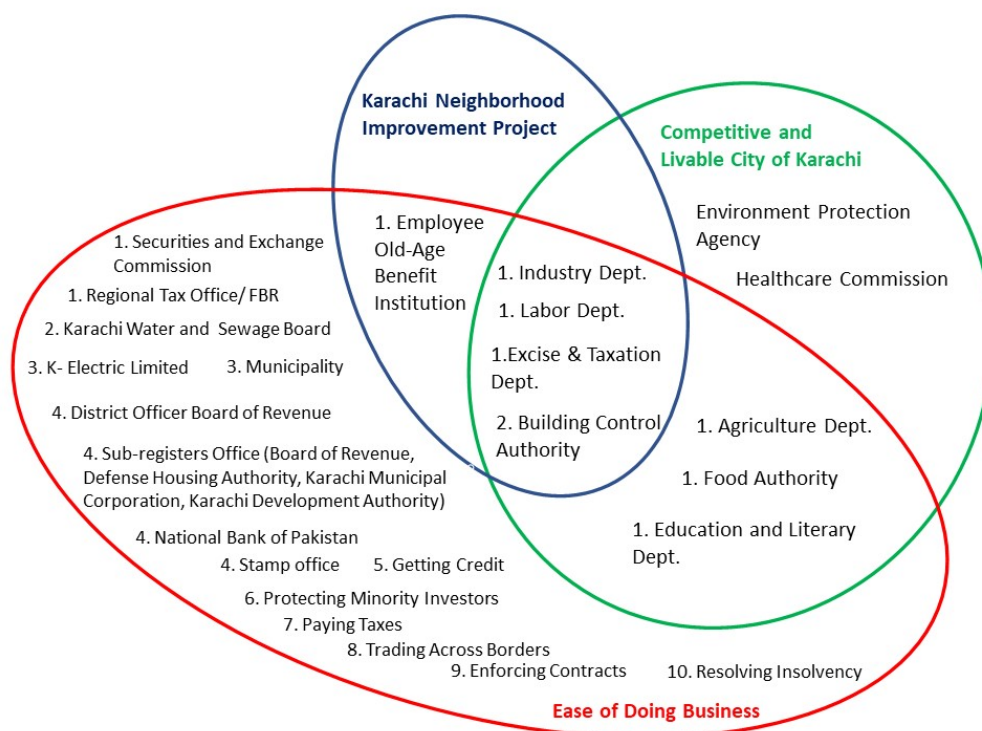 Karachi Neighborhood
Improvement Project
Competitive and
Livable City of Karachi
Environment Protection
Agency
Healthcare Commission
1. Employee
Old-Age
Benefit
Institution
1. Industry Dept.
1. Labor Dept.
1.Excise & Taxation
Dept.
2. Building Control
Authority
1. Securities and Exchange
Commission
1. Regional Tax Office/ FBR
2. Karachi Water and Sewage Board
3. K- Electric Limited
3. Municipality
4. District Officer Board of Revenue
4. Sub-registers Office (Board of Revenue,
Defense Housing Authority, Karachi Municipal
Corporation, Karachi Development Authority)
4. National Bank of Pakistan
4. Stamp office
5. Getting Credit
6. Protecting Minority Investors
7. Paying Taxes
8. Trading Across Borders
9. Enforcing Contracts
10. Resolving Insolvency
1. Agriculture Dept.
1. Food Authority
1. Education and Literary
Dept.
Ease of Doing Business